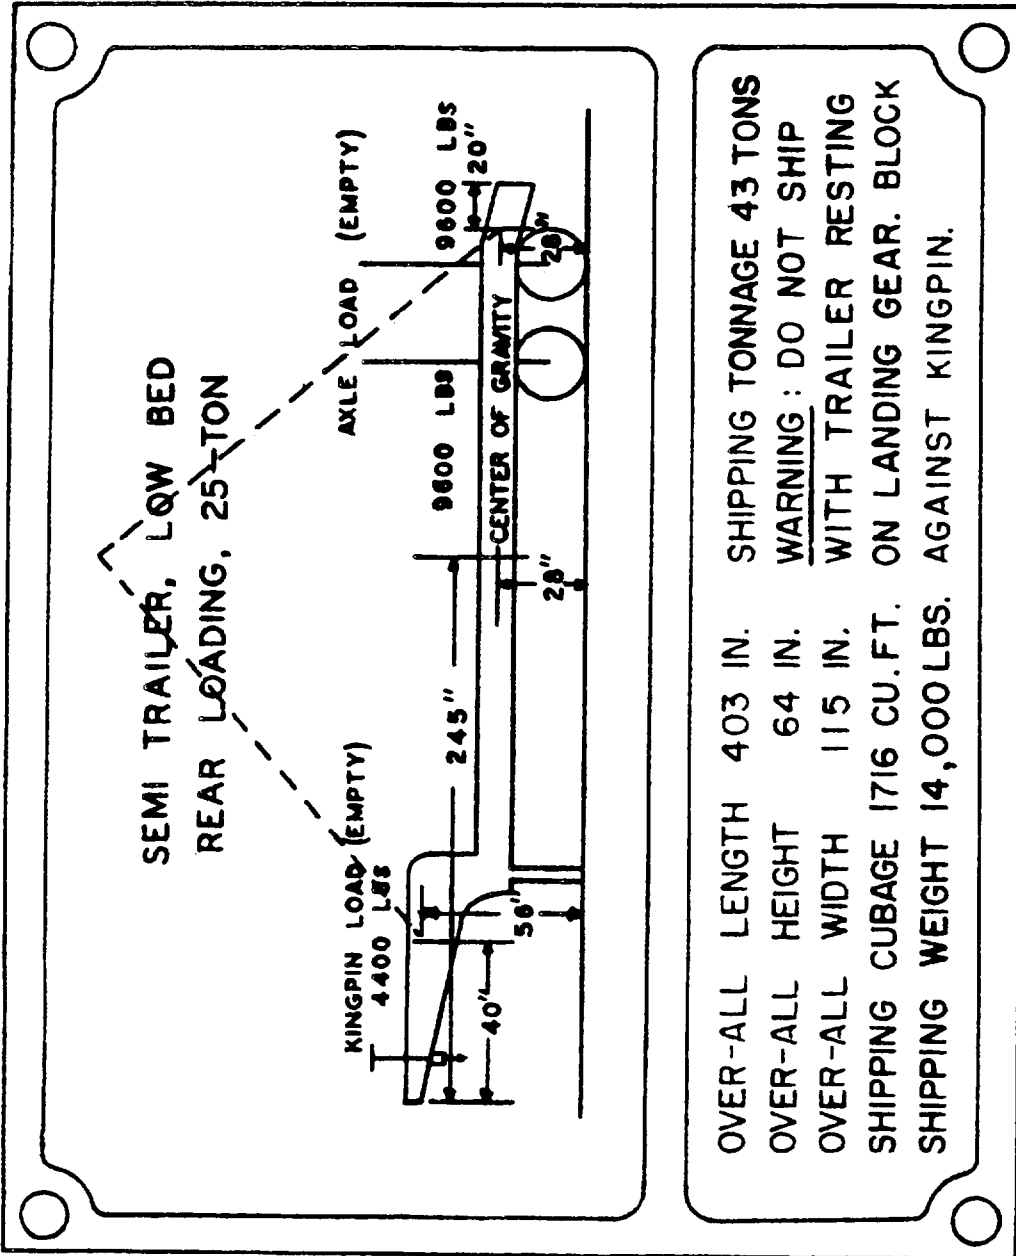 SEMI TRAILER, LOW BED
REAR LOADING, 25-TON
KINGPIN LOAD (EMPTY)
4400 LBS
AXLE LOAD (EMPTY)
9600 LBS
9600 LBS
20"
245"
CENTER OF GRAVITY
40"
56"
28"
28"
OVER-ALL LENGTH 403 IN.
OVER-ALL HEIGHT 64 IN.
OVER-ALL WIDTH 115 IN.
SHIPPING CUBAGE 1716 CU. FT.
SHIPPING WEIGHT 14,000 LBS.
SHIPPING TONNAGE 43 TONS
WARNING: DO NOT SHIP
WITH TRAILER RESTING
ON LANDING GEAR. BLOCK
AGAINST KINGPIN.